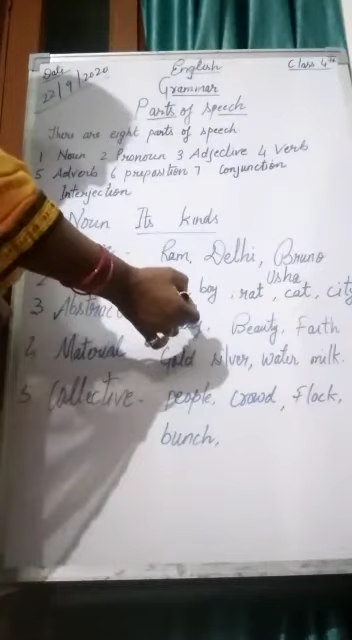 Date
22/9/2020
English
Class 4th
Grammar
Parts of speech
There are eight parts of speech
1 Noun 2 Pronoun 3 Adjective 4 Verb
5 Adverb 6 preposition 7 Conjunction
Interjection
Noun Its kinds
Ram, Delhi, Bruno
Usha
2 boy, rat, cat, city
3 Abstract Beauty, Faith
4 Material Gold silver, water milk.
5 Collective - people, Crowd, Flock,
bunch,